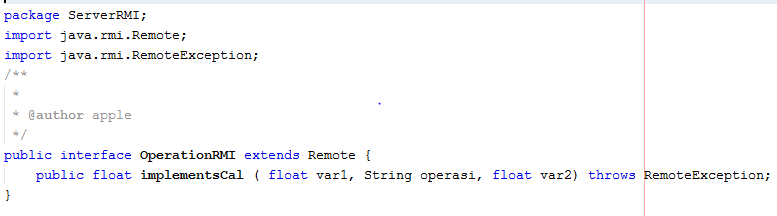 package ServerRMI;
import java.rmi.Remote;
import java.rmi.RemoteException;
/**
 *
 * @author apple
 */
public interface OperationRMI extends Remote {
    public float implementsCal ( float var1, String operasi, float var2) throws RemoteException;
}